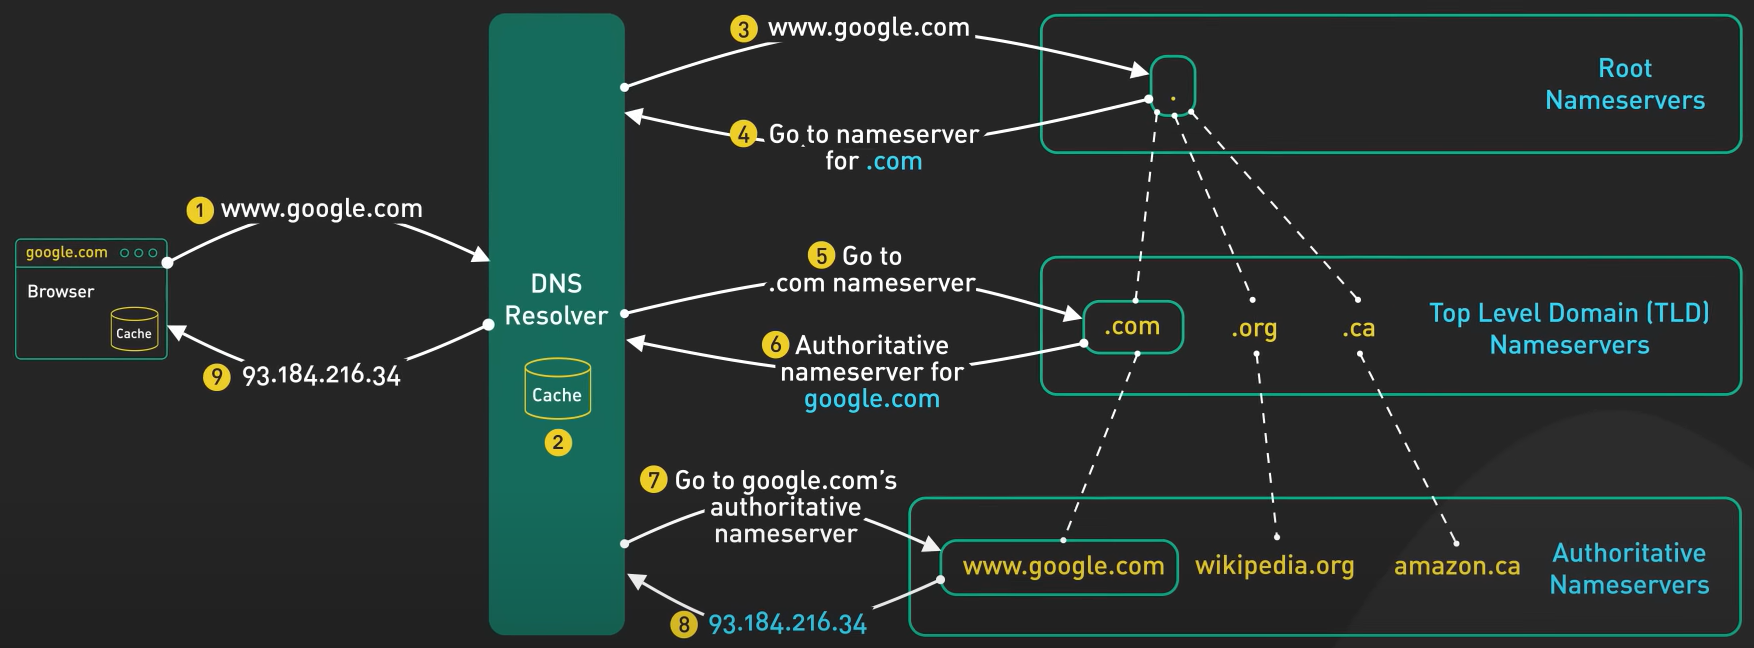 3 www.google.com
Root
Nameservers
.
4 Go to nameserver
for .com
1 www.google.com
google.com
Browser
Cache
9 93.184.216.34
DNS
Resolver
Cache
2
5 Go to
.com nameserver
6 Authoritative
nameserver for
google.com
.com
.org
.ca
Top Level Domain (TLD)
Nameservers
7 Go to google.com's
authoritative
nameserver
8 93.184.216.34
www.google.com
wikipedia.org
amazon.ca
Authoritative
Nameservers